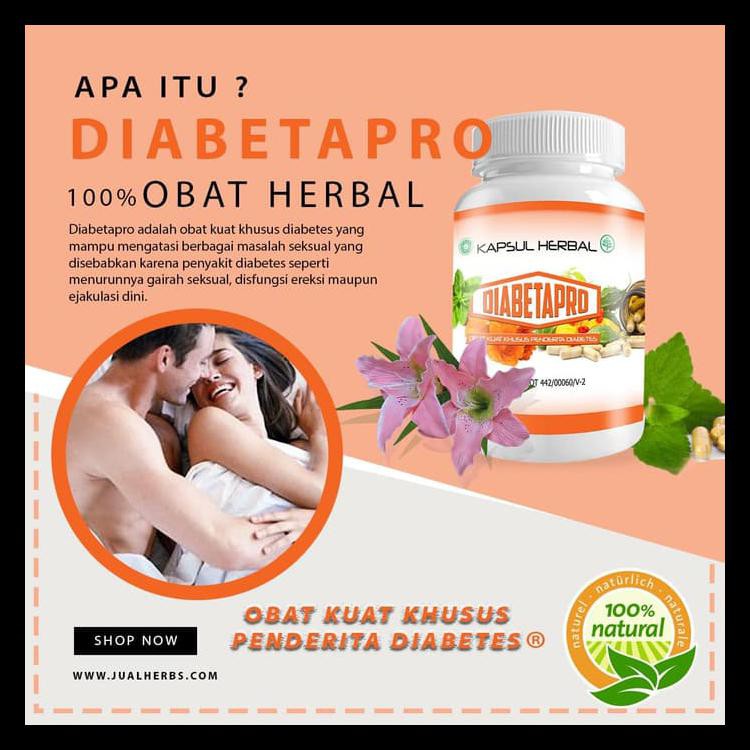 APA ITU ?
DIABETAPRO
100% OBAT HERBAL
Diabetapro adalah obat kuat khusus diabetes yang
mampu mengatasi berbagai masalah seksual yang
disebabkan karena penyakit diabetes seperti
menurunnya gairah seksual, disfungsi ereksi maupun
ejakulasi dini.
KAPSUL HERBAL
DIABETAPRO
KUAT KHUSUS PENDERITA DIABETES
442/00060/V-2
OBAT KUAT KHUSUS
PENDERITA DIABETES®
SHOP NOW
WWW.JUALHERBS.COM
naturel · natürlich · naturale
100%
natural